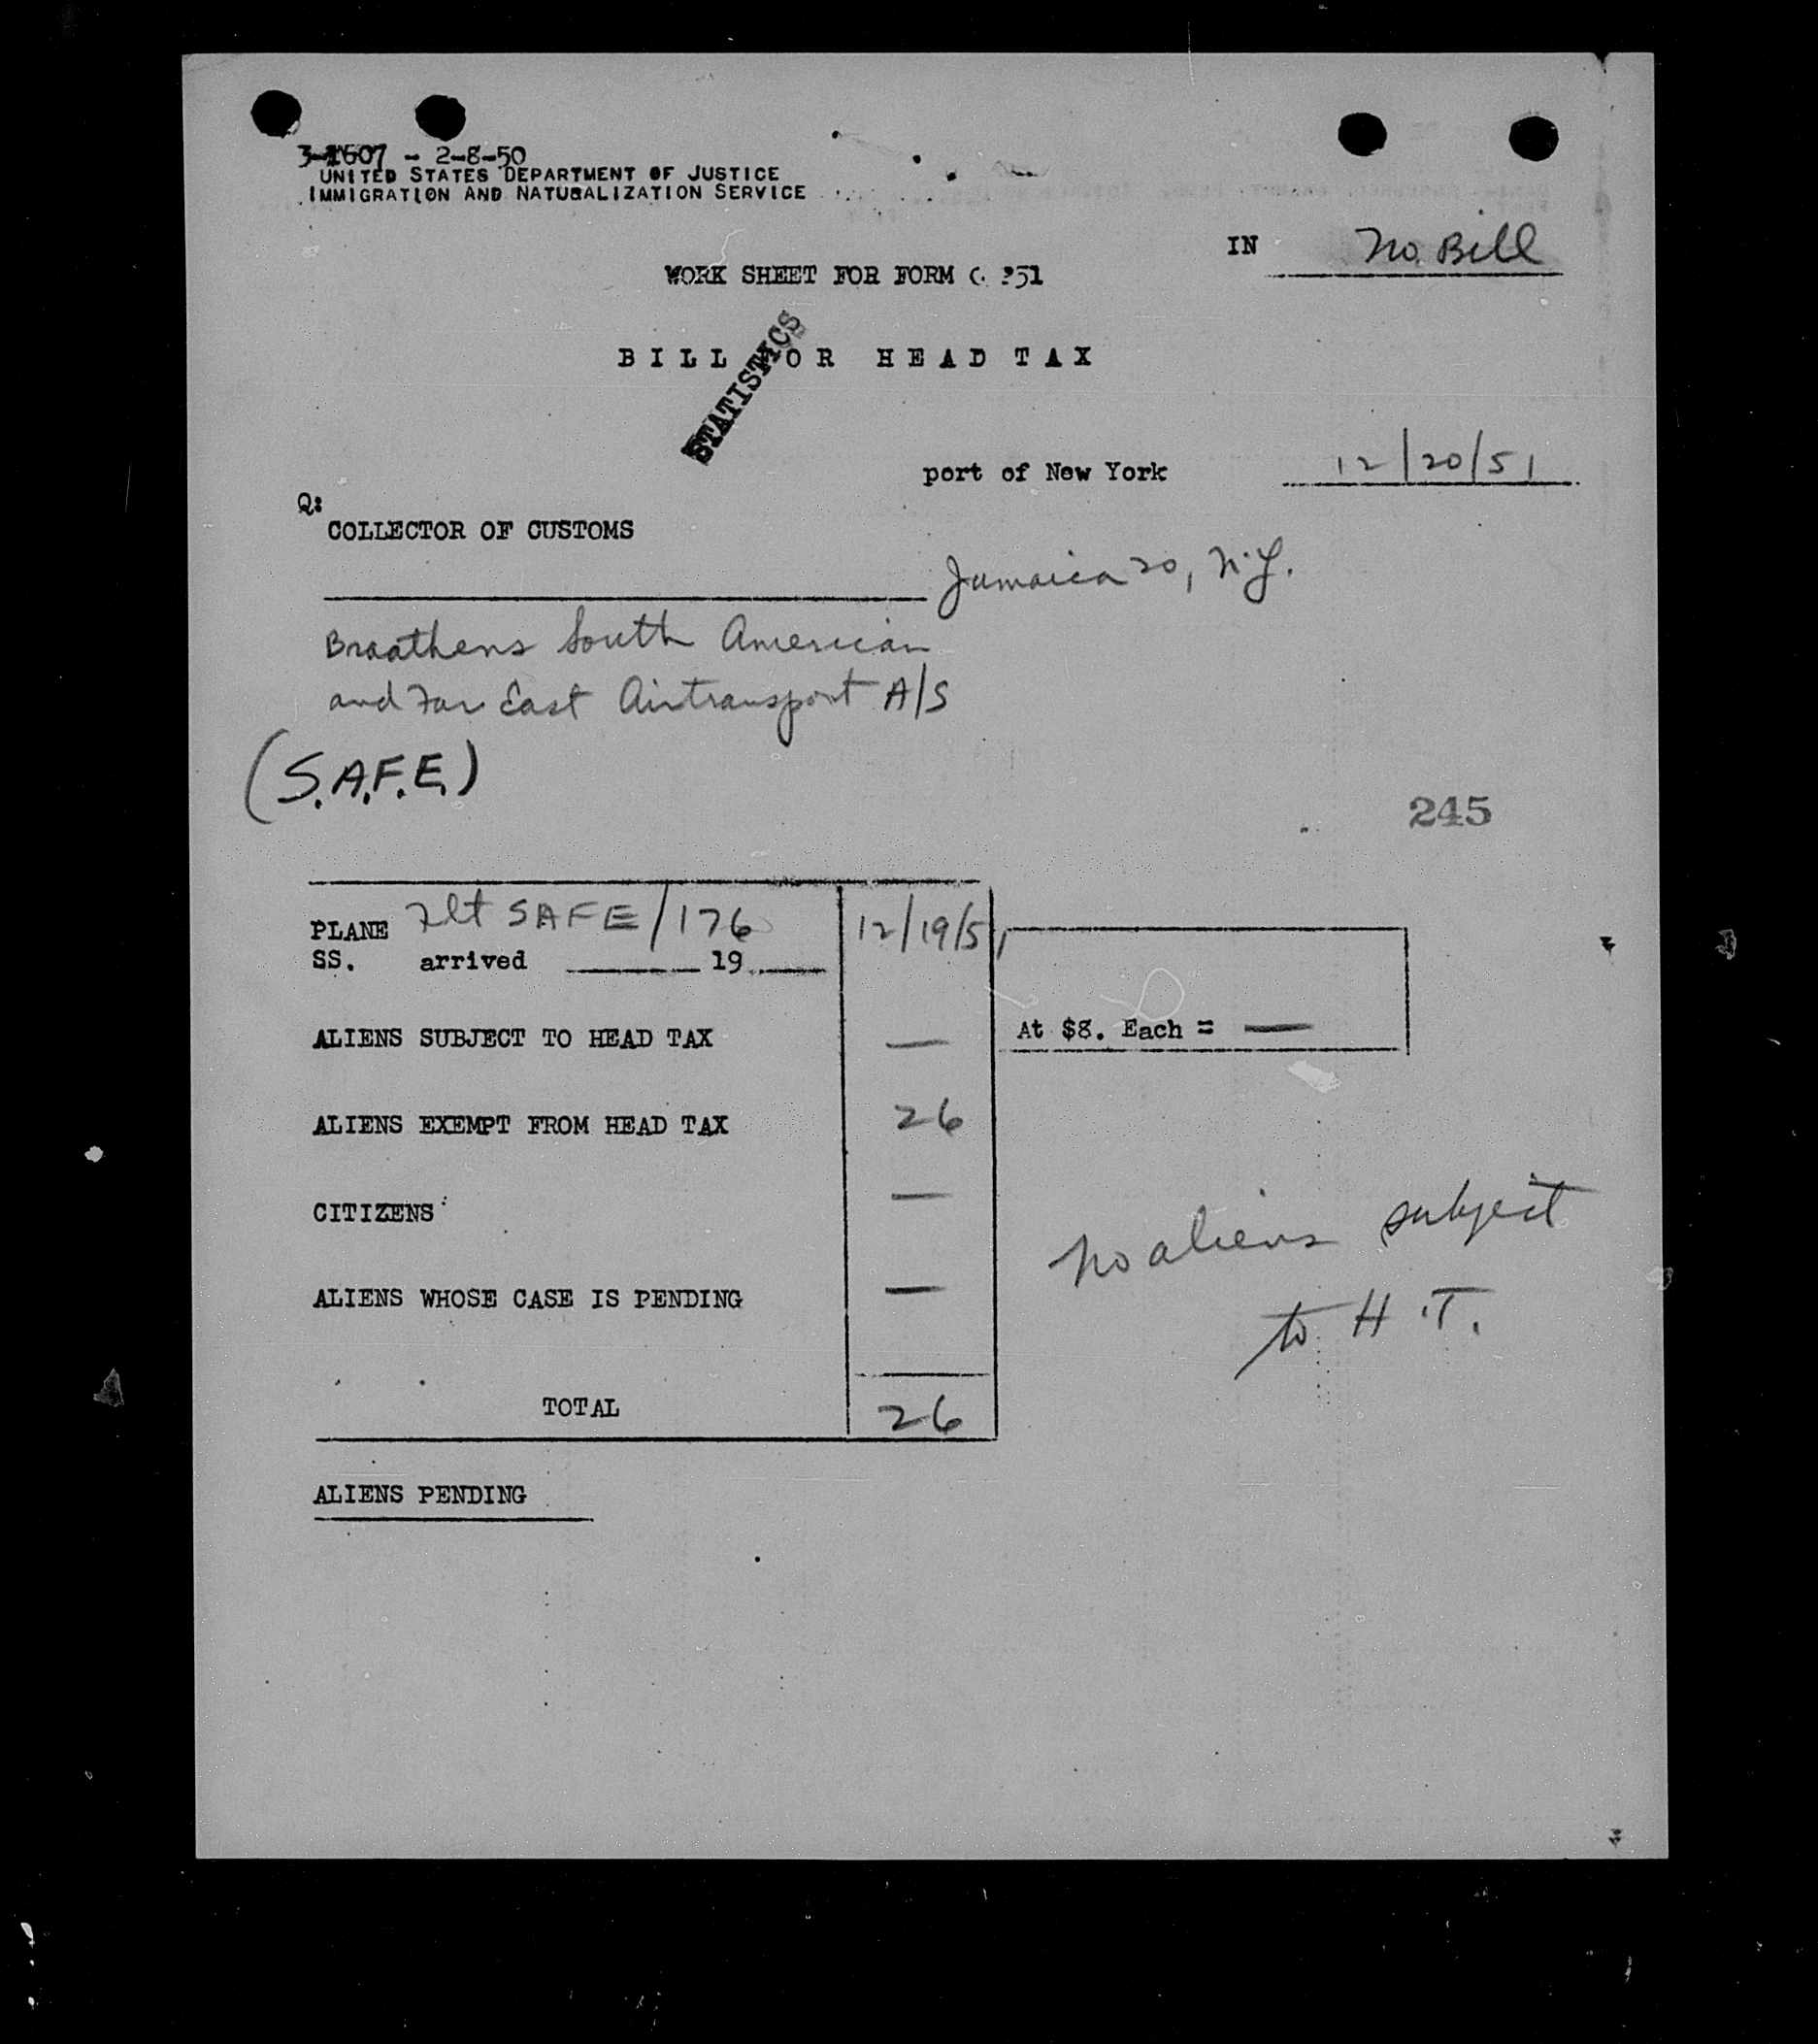 3-1607 - 2-8-50
UNITED STATES DEPARTMENT OF JUSTICE
IMMIGRATION AND NATURALIZATION SERVICE
IN No Bill
WORK SHEET FOR FORM 351
BILL OR HEAD TAX
STATISTICS
port of New York 12/20/51
Q:
COLLECTOR OF CUSTOMS
Jamaica 20, N.Y.
Braathens South American
and Far East Airtransport A/S
(S.A.F.E.)
245
PLANE Flt SAFE/176 12/19/51
SS. arrived 19
ALIENS SUBJECT TO HEAD TAX — At $8. Each = —
ALIENS EXEMPT FROM HEAD TAX 26
CITIZENS —
no aliens subject
ALIENS WHOSE CASE IS PENDING —
to H.T.
TOTAL 26
ALIENS PENDING